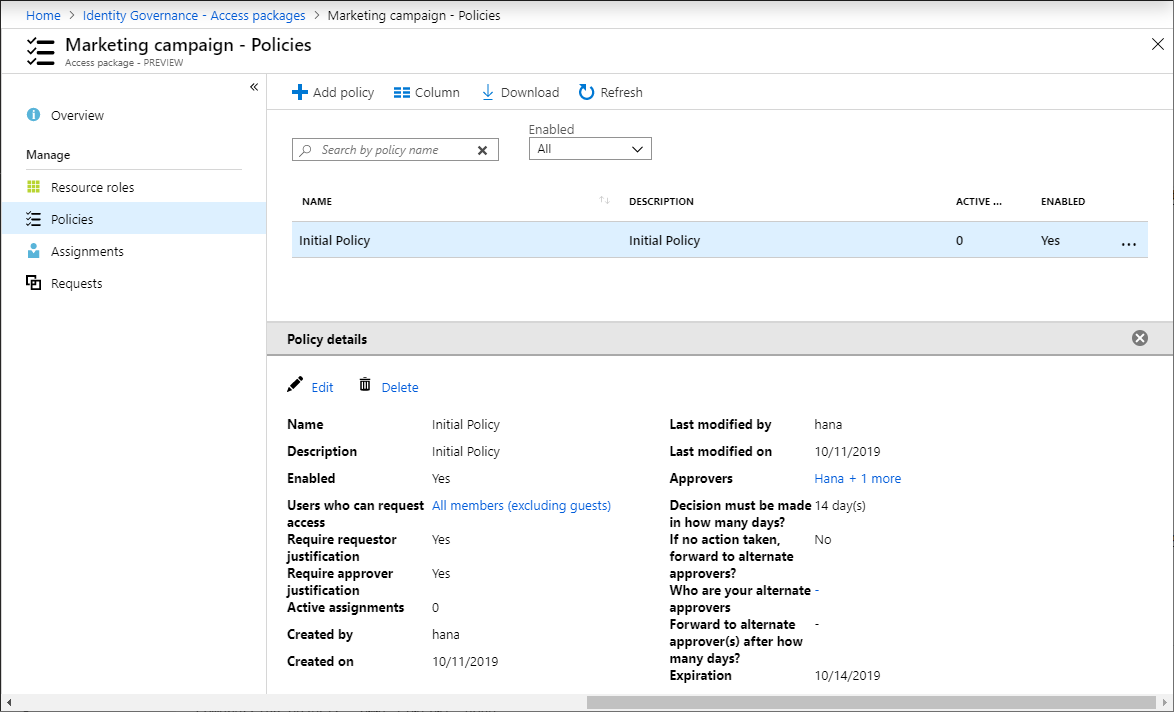 Home > Identity Governance - Access packages > Marketing campaign - Policies
Marketing campaign - Policies
Access package - PREVIEW
«
Overview
Manage
Resource roles
Policies
Assignments
Requests
Add policy Column Download Refresh
Enabled
Search by policy name All
NAME ↑↓ DESCRIPTION ACTIVE ... ENABLED
Initial Policy Initial Policy 0 Yes ...
Policy details
Edit Delete
Name Initial Policy
Description Initial Policy
Enabled Yes
Users who can request All members (excluding guests)
access
Require requestor Yes
justification
Require approver Yes
justification
Active assignments 0
Created by hana
Created on 10/11/2019
Last modified by hana
Last modified on 10/11/2019
Approvers Hana + 1 more
Decision must be made 14 day(s)
in how many days?
If no action taken, No
forward to alternate
approvers?
Who are your alternate -
approvers
Forward to alternate -
approver(s) after how
many days?
Expiration 10/14/2019